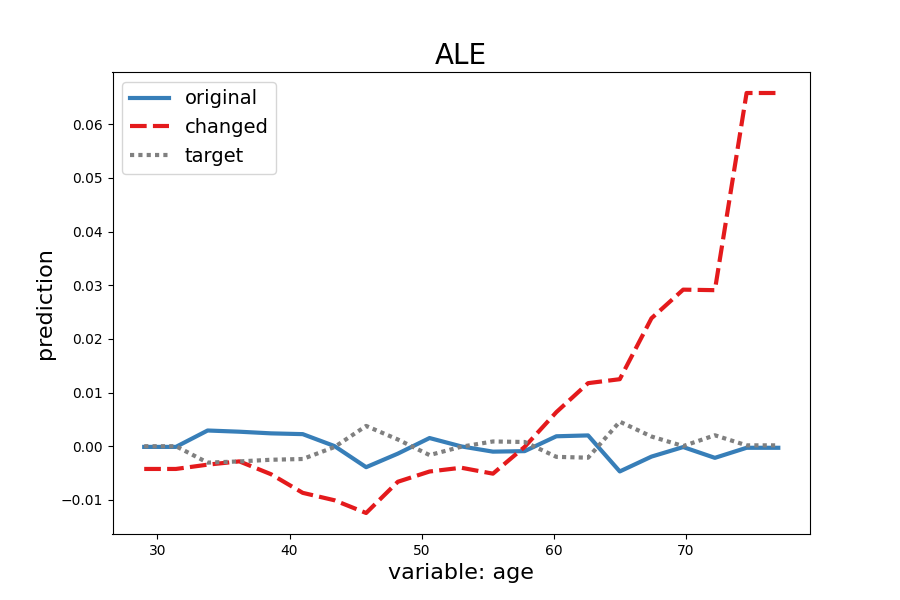 ALE
original
changed
target
0.06
0.05
0.04
0.03
0.02
0.01
0.00
−0.01
prediction
30 40 50 60 70
variable: age